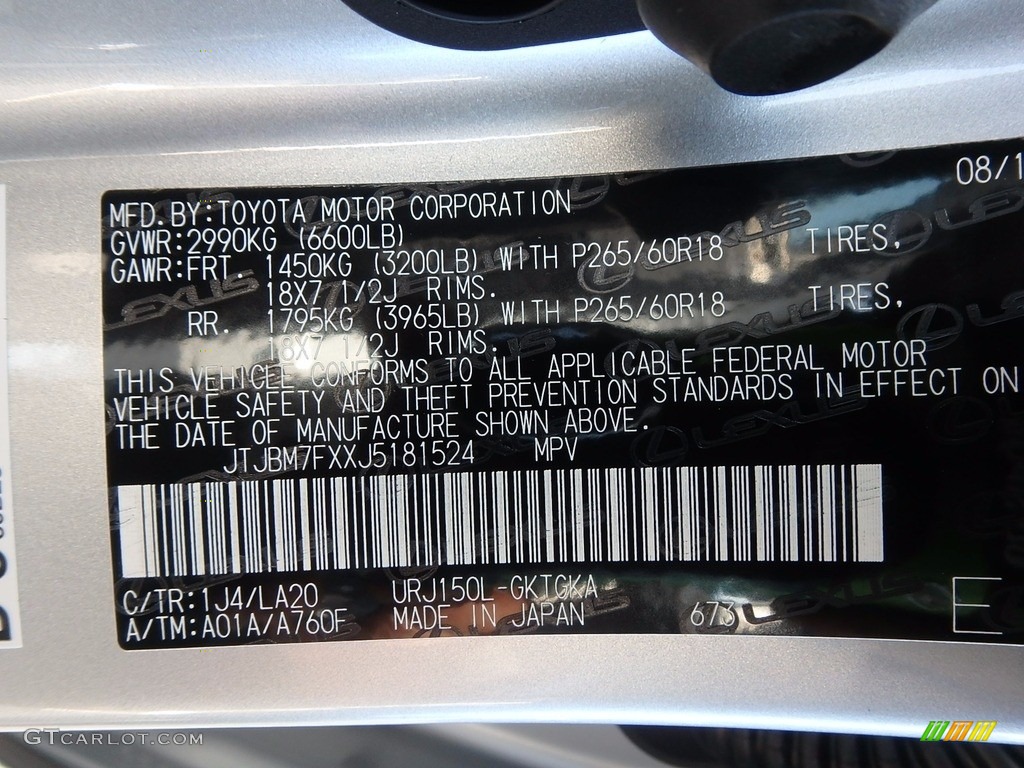 08/1
MFD. BY:TOYOTA MOTOR CORPORATION
GVWR:2990KG (6600LB)
GAWR:FRT. 1450KG (3200LB) WITH P265/60R18 TIRES,
18X7 1/2J RIMS.
RR. 1795KG (3965LB) WITH P265/60R18 TIRES,
18X7 1/2J RIMS.
THIS VEHICLE CONFORMS TO ALL APPLICABLE FEDERAL MOTOR
VEHICLE SAFETY AND THEFT PREVENTION STANDARDS IN EFFECT ON
THE DATE OF MANUFACTURE SHOWN ABOVE.
JTJBM7FXXJ5181524 MPV
C/TR:1J4/LA20 URJ150L-GKTGKA
A/TM:A01A/A760F MADE IN JAPAN 673
E
LEXUS
GTCARLOT.COM